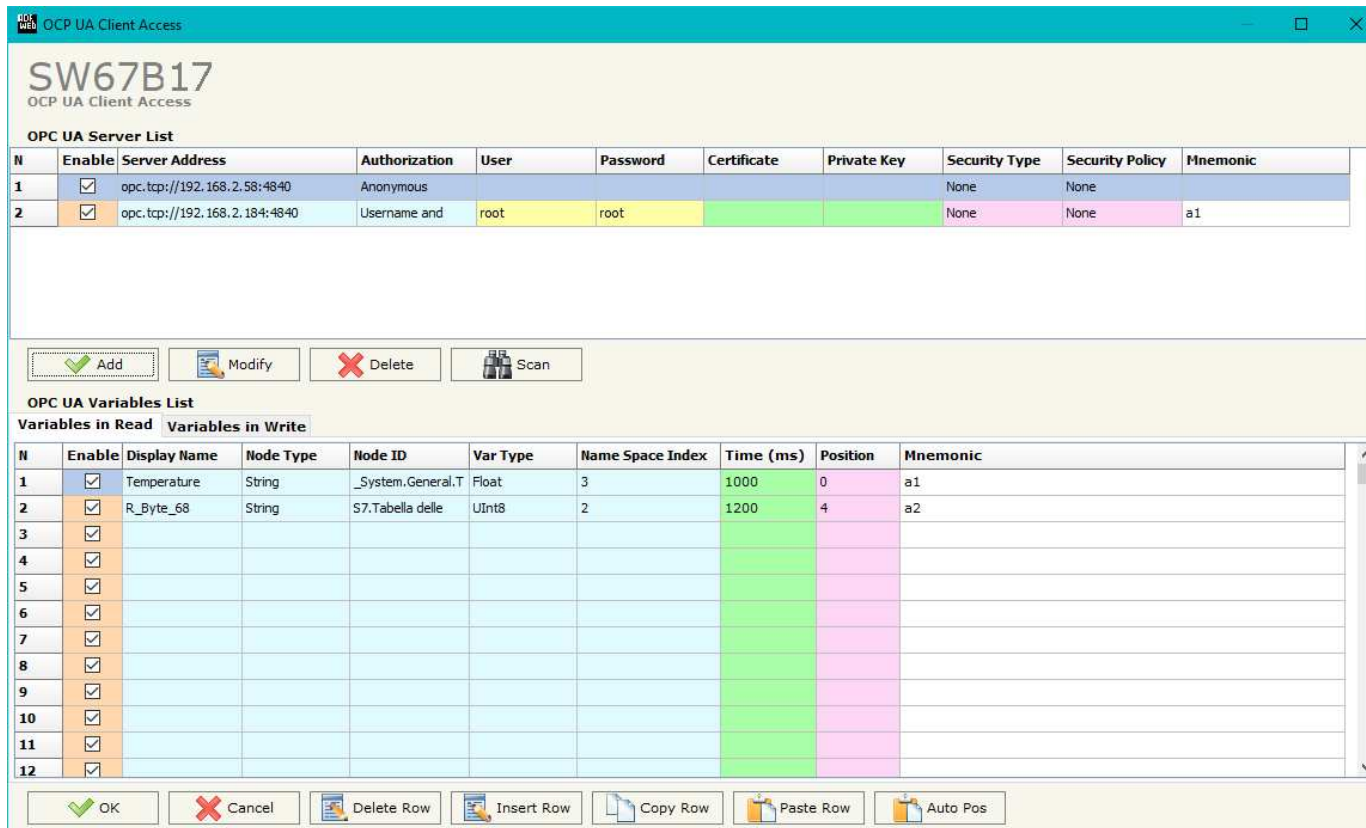 ADF WEB OCP UA Client Access
SW67B17
OCP UA Client Access
OPC UA Server List
N Enable Server Address Authorization User Password Certificate Private Key Security Type Security Policy Mnemonic
1 opc.tcp://192.168.2.58:4840 Anonymous None None
2 opc.tcp://192.168.2.184:4840 Username and root root None None a1
Add Modify Delete Scan
OPC UA Variables List
Variables in Read Variables in Write
N Enable Display Name Node Type Node ID Var Type Name Space Index Time (ms) Position Mnemonic
1 Temperature String _System.General.T Float 3 1000 0 a1
2 R_Byte_68 String S7.Tabella delle UInt8 2 1200 4 a2
3
4
5
6
7
8
9
10
11
12
OK Cancel Delete Row Insert Row Copy Row Paste Row Auto Pos